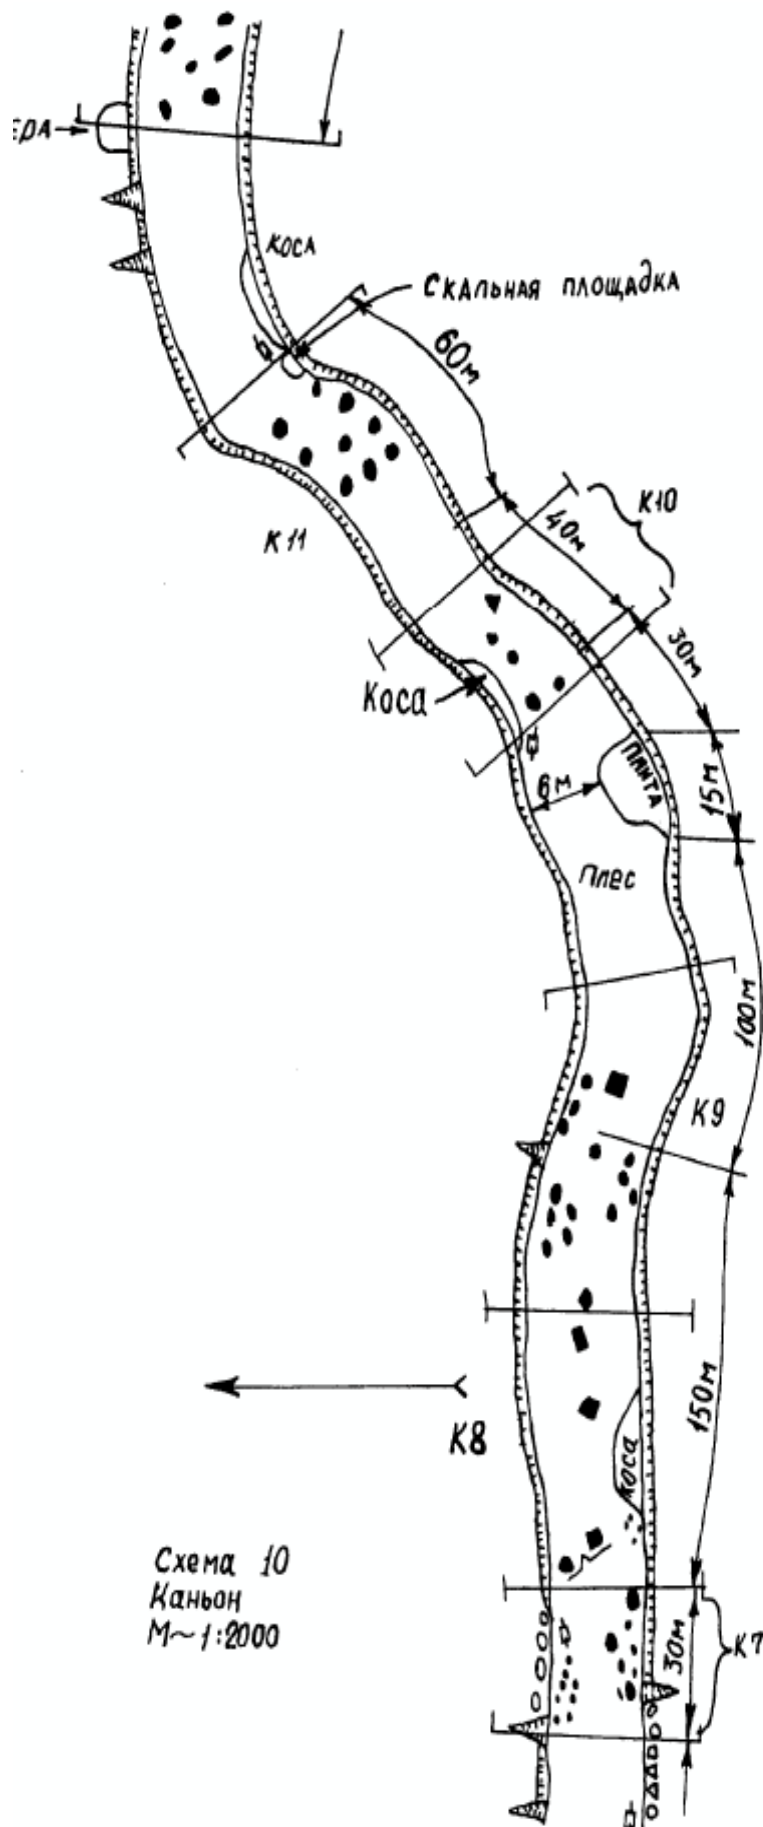 ЕРА
КОСА
СКАЛЬНАЯ ПЛОЩАДКА
60м
К10
40м
К11
30м
Коса
ПЛИТА
6м
15м
Плес
100м
К9
150м
К8
Коса
Схема 10
Каньон
М~1:2000
30м
К7